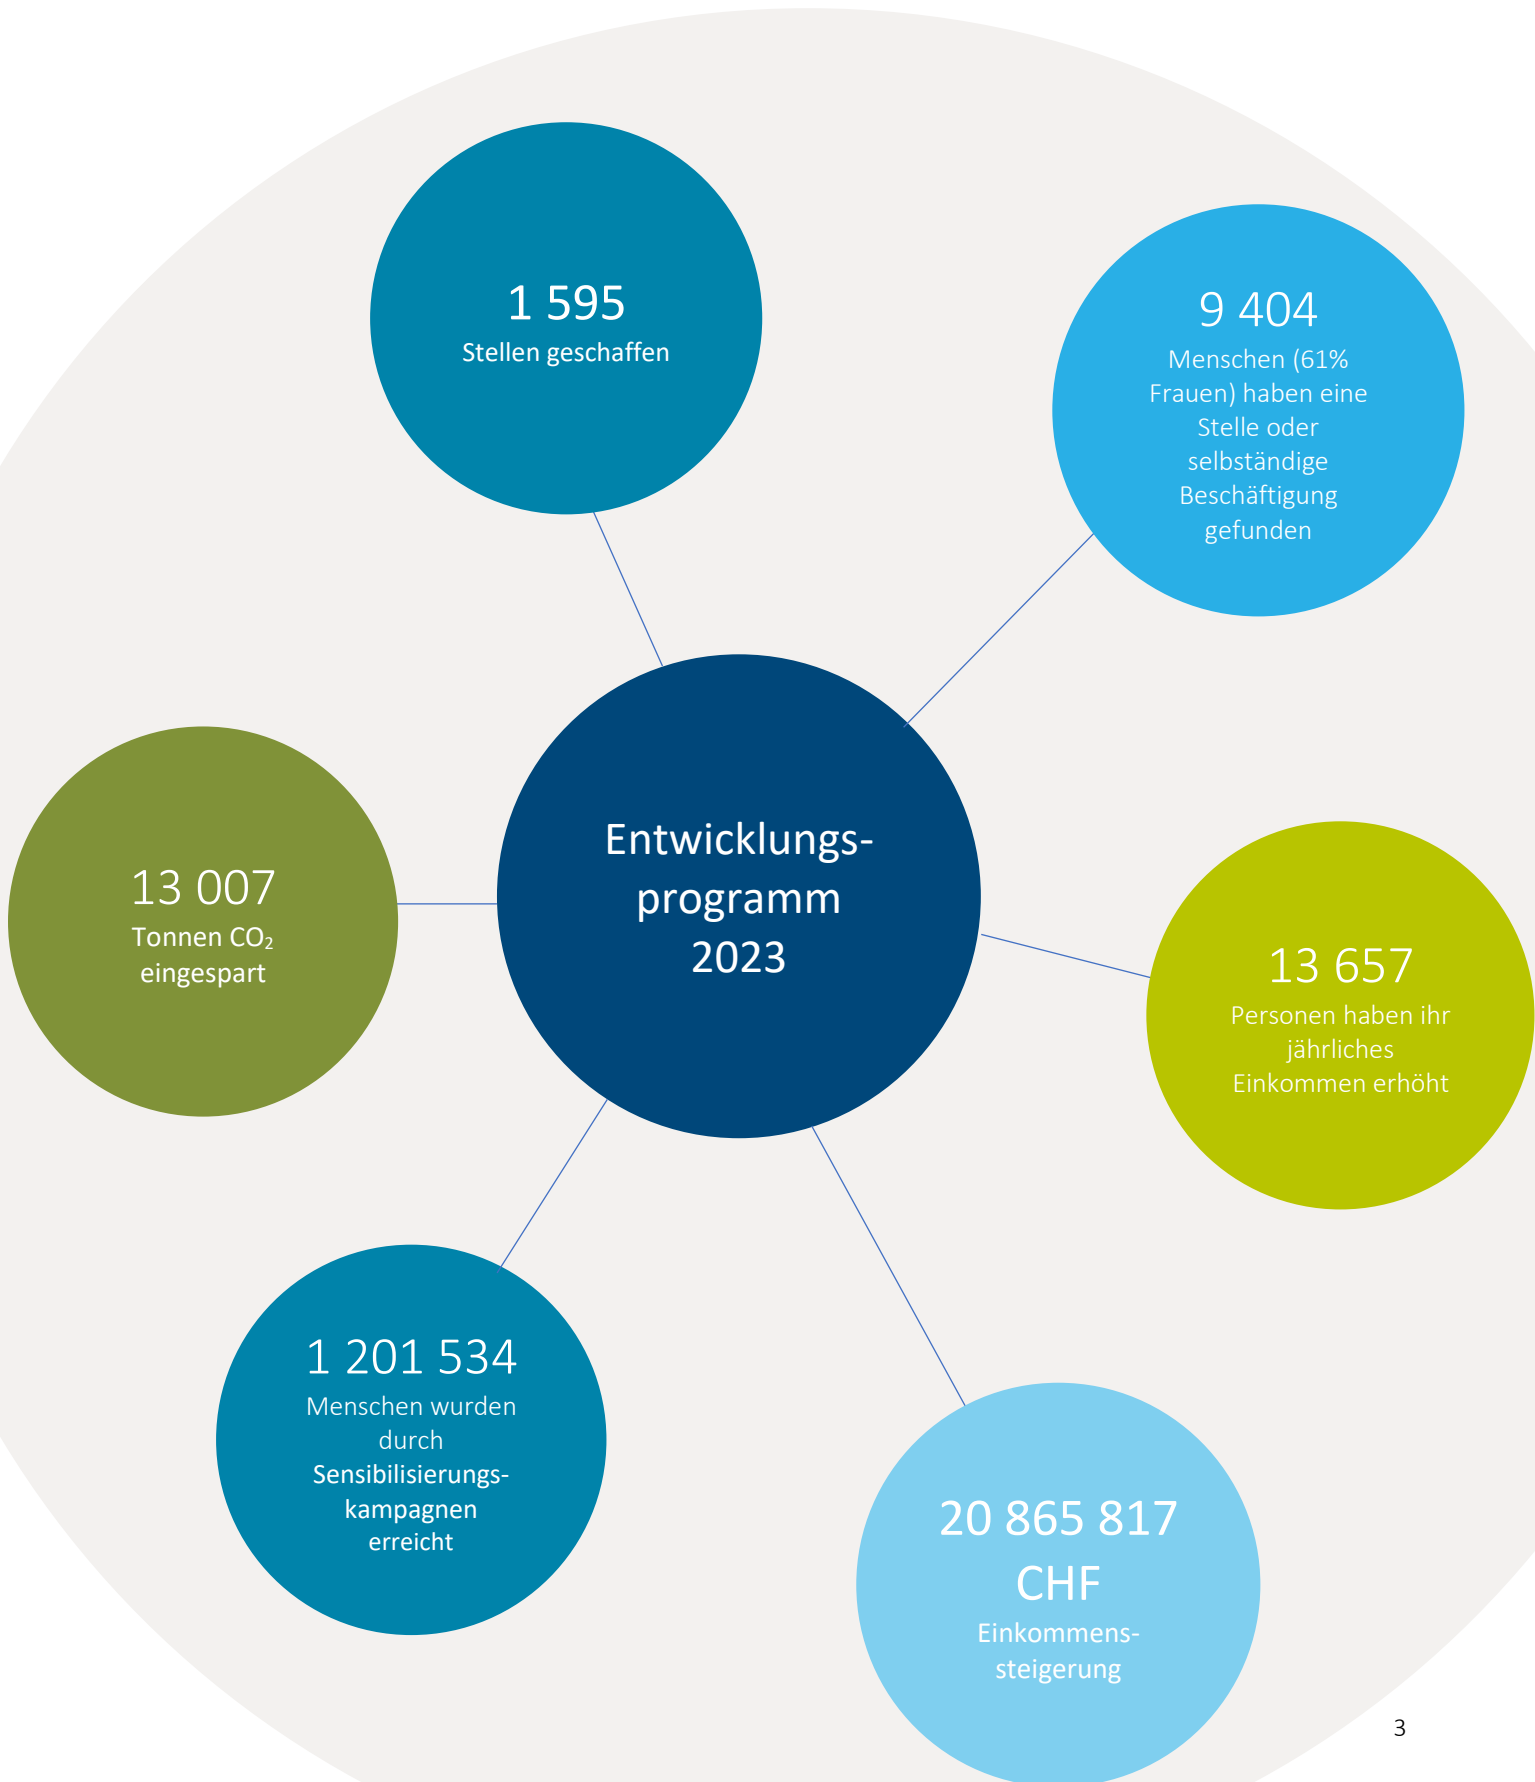 1 595
Stellen geschaffen
9 404
Menschen (61%
Frauen) haben eine
Stelle oder
selbständige
Beschäftigung
gefunden
Entwicklungs-
programm
2023
13 007
Tonnen CO₂
eingespart
13 657
Personen haben ihr
jährliches
Einkommen erhöht
1 201 534
Menschen wurden
durch
Sensibilisierungs-
kampagnen
erreicht
20 865 817
CHF
Einkommens-
steigerung
3